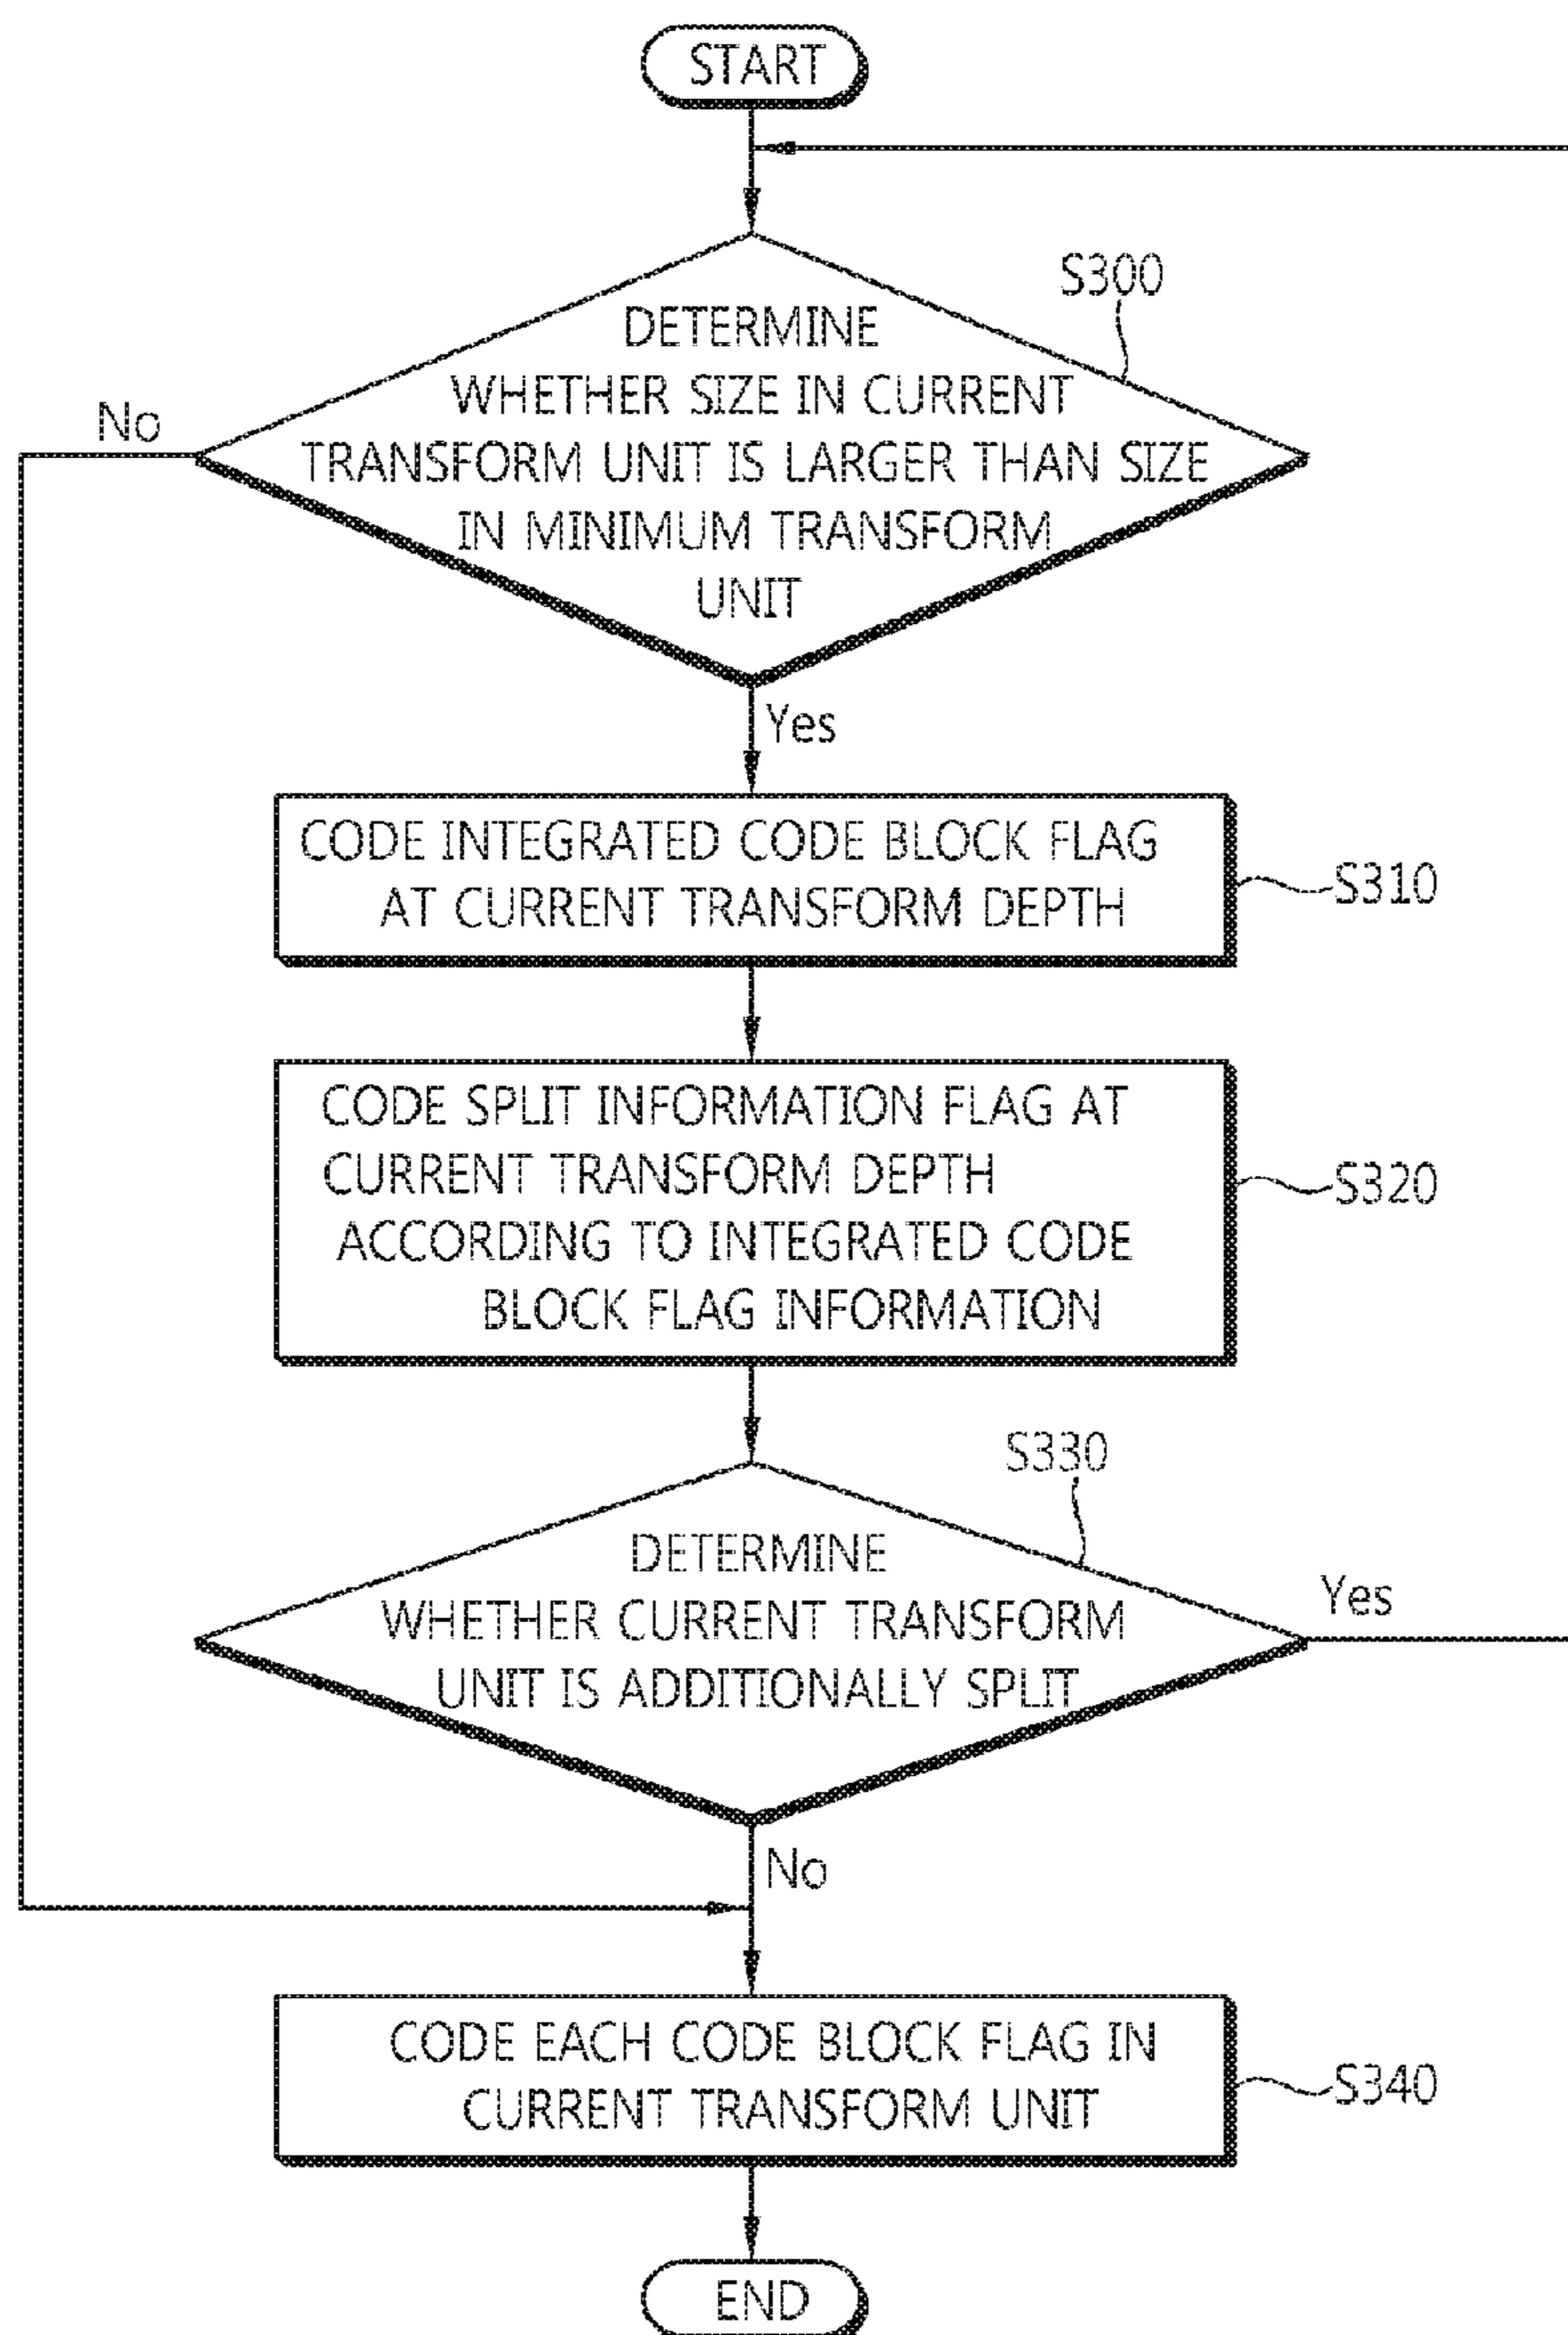 START
S300
DETERMINE
WHETHER SIZE IN CURRENT
TRANSFORM UNIT IS LARGER THAN SIZE
IN MINIMUM TRANSFORM
UNIT
No
Yes
CODE INTEGRATED CODE BLOCK FLAG
AT CURRENT TRANSFORM DEPTH
S310
CODE SPLIT INFORMATION FLAG AT
CURRENT TRANSFORM DEPTH
ACCORDING TO INTEGRATED CODE
BLOCK FLAG INFORMATION
S320
S330
DETERMINE
WHETHER CURRENT TRANSFORM
UNIT IS ADDITIONALLY SPLIT
Yes
No
CODE EACH CODE BLOCK FLAG IN
CURRENT TRANSFORM UNIT
S340
END